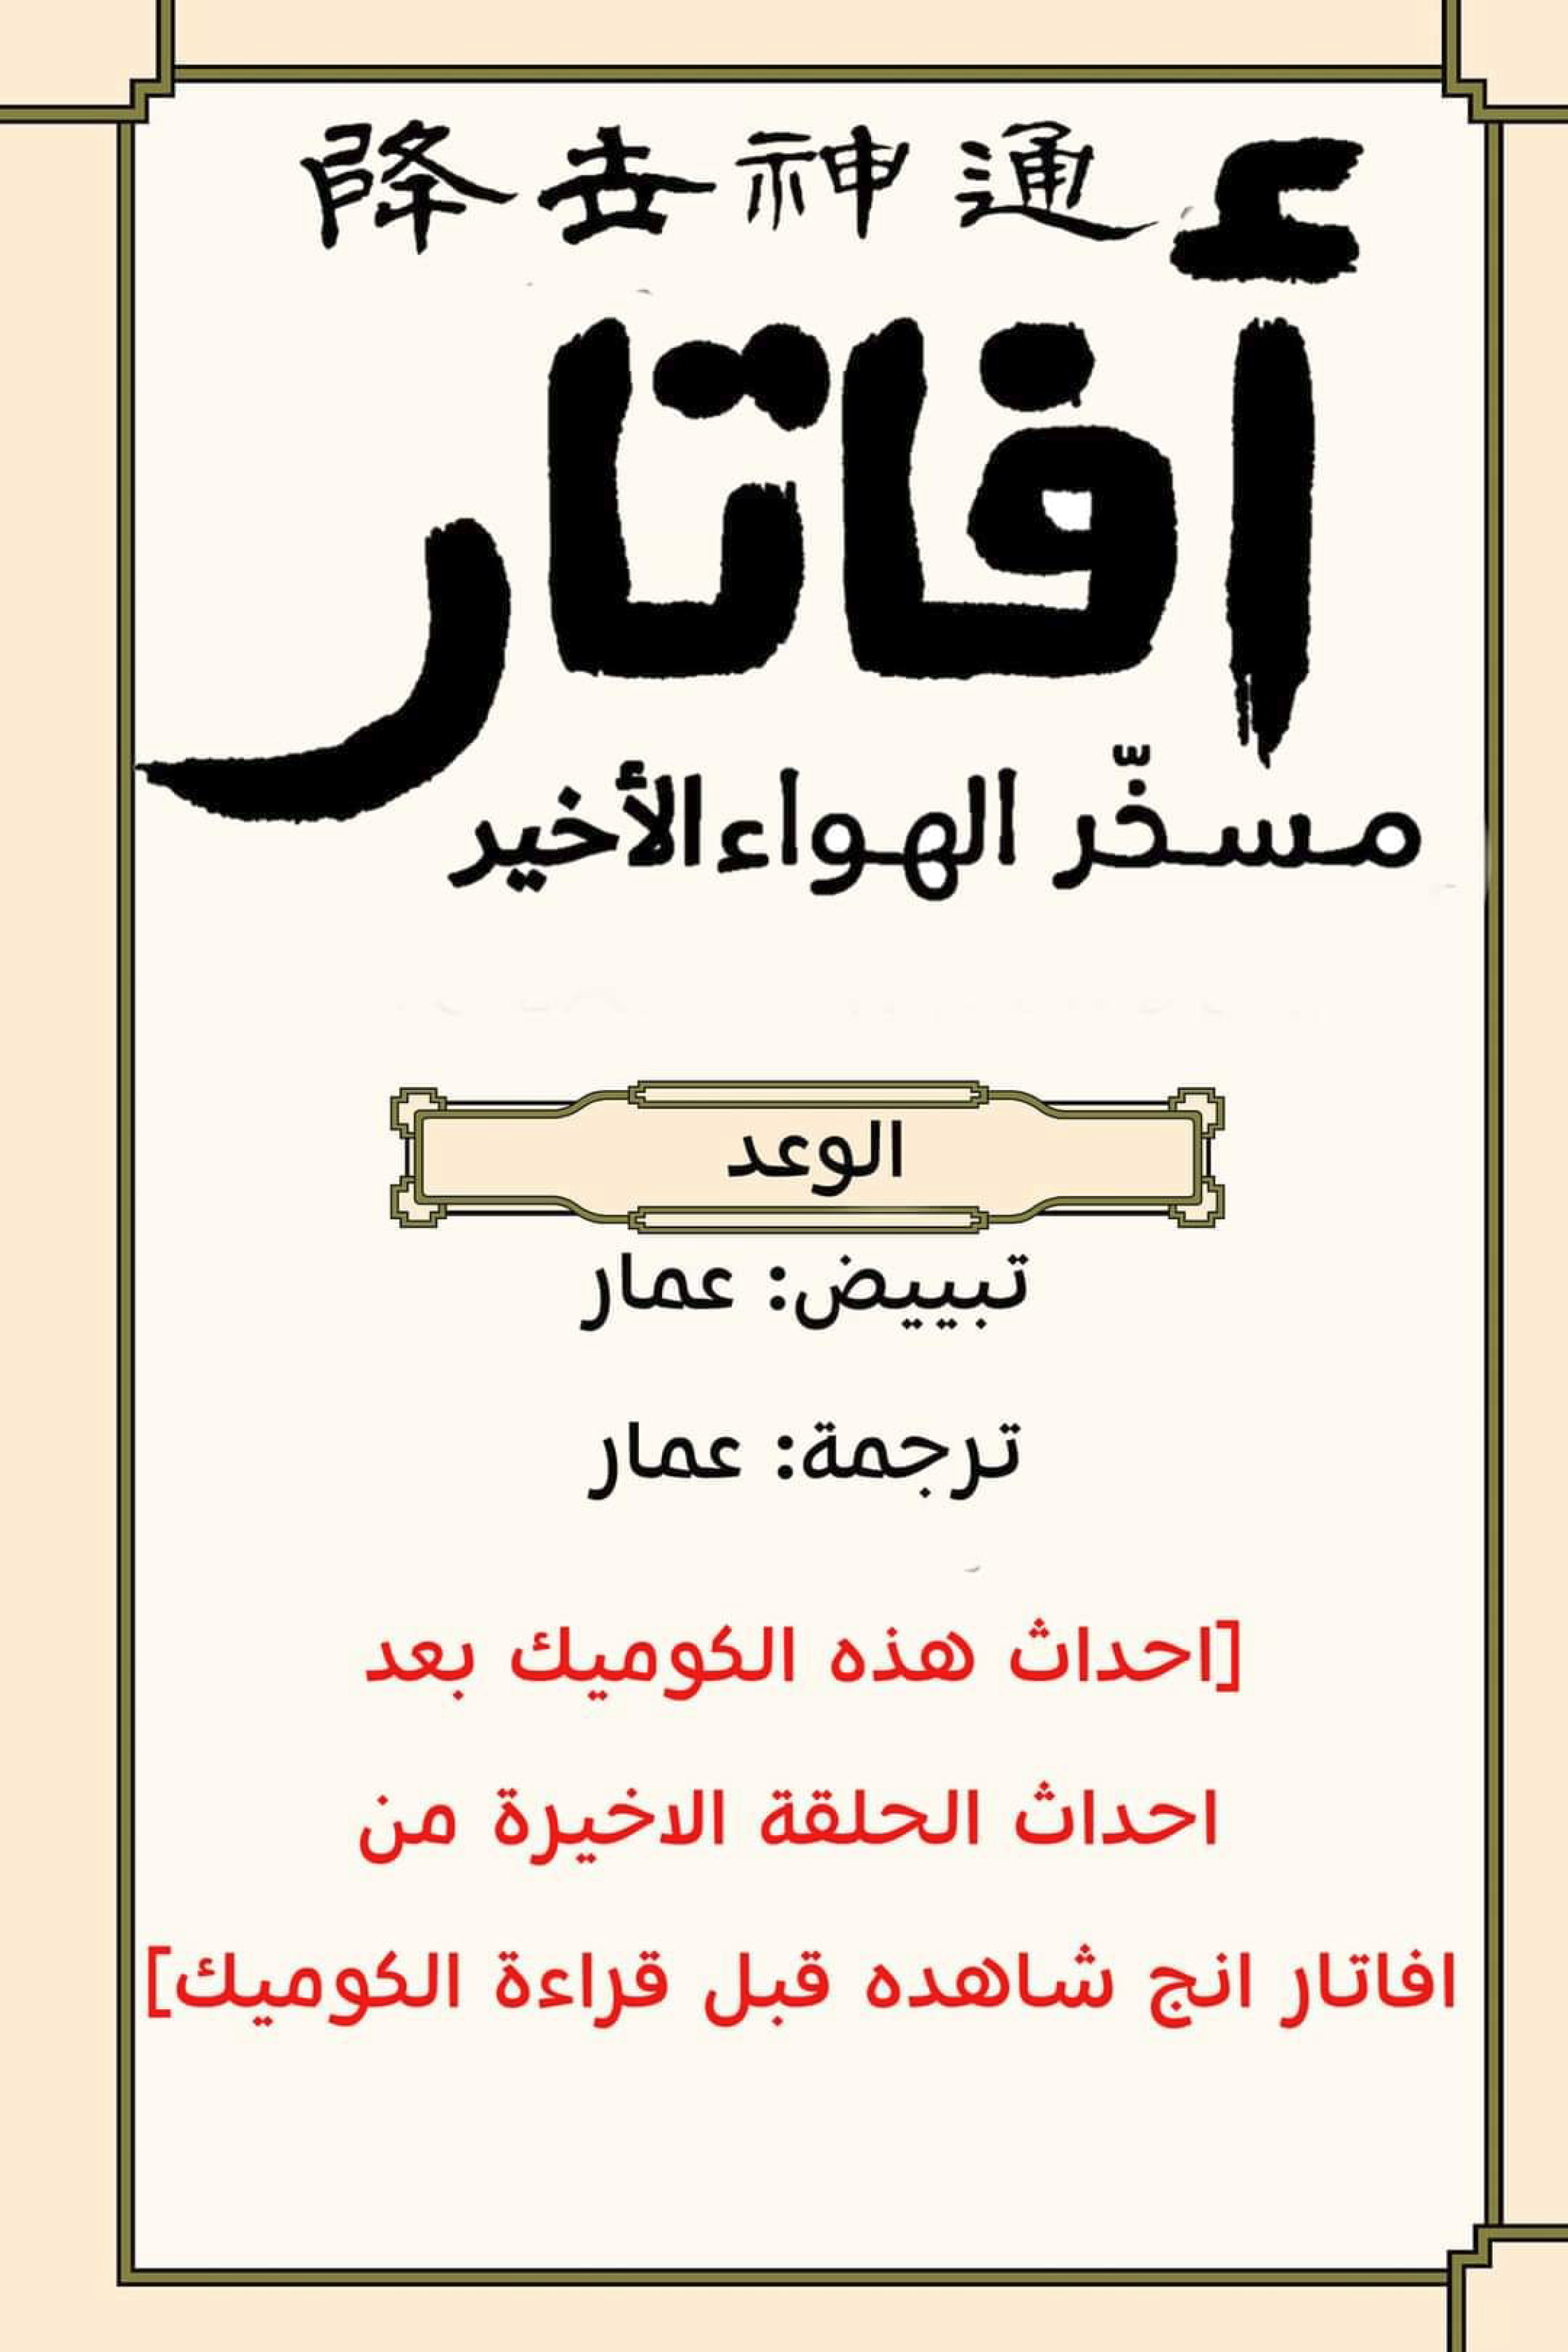 降世神通
أفاتار
مسخّر الهواء الأخير
الوعد
تبييض: عمار
ترجمة: عمار
[احداث هذه الكوميك بعد
احداث الحلقة الاخيرة من
افاتار انج شاهده قبل قراءة الكوميك]